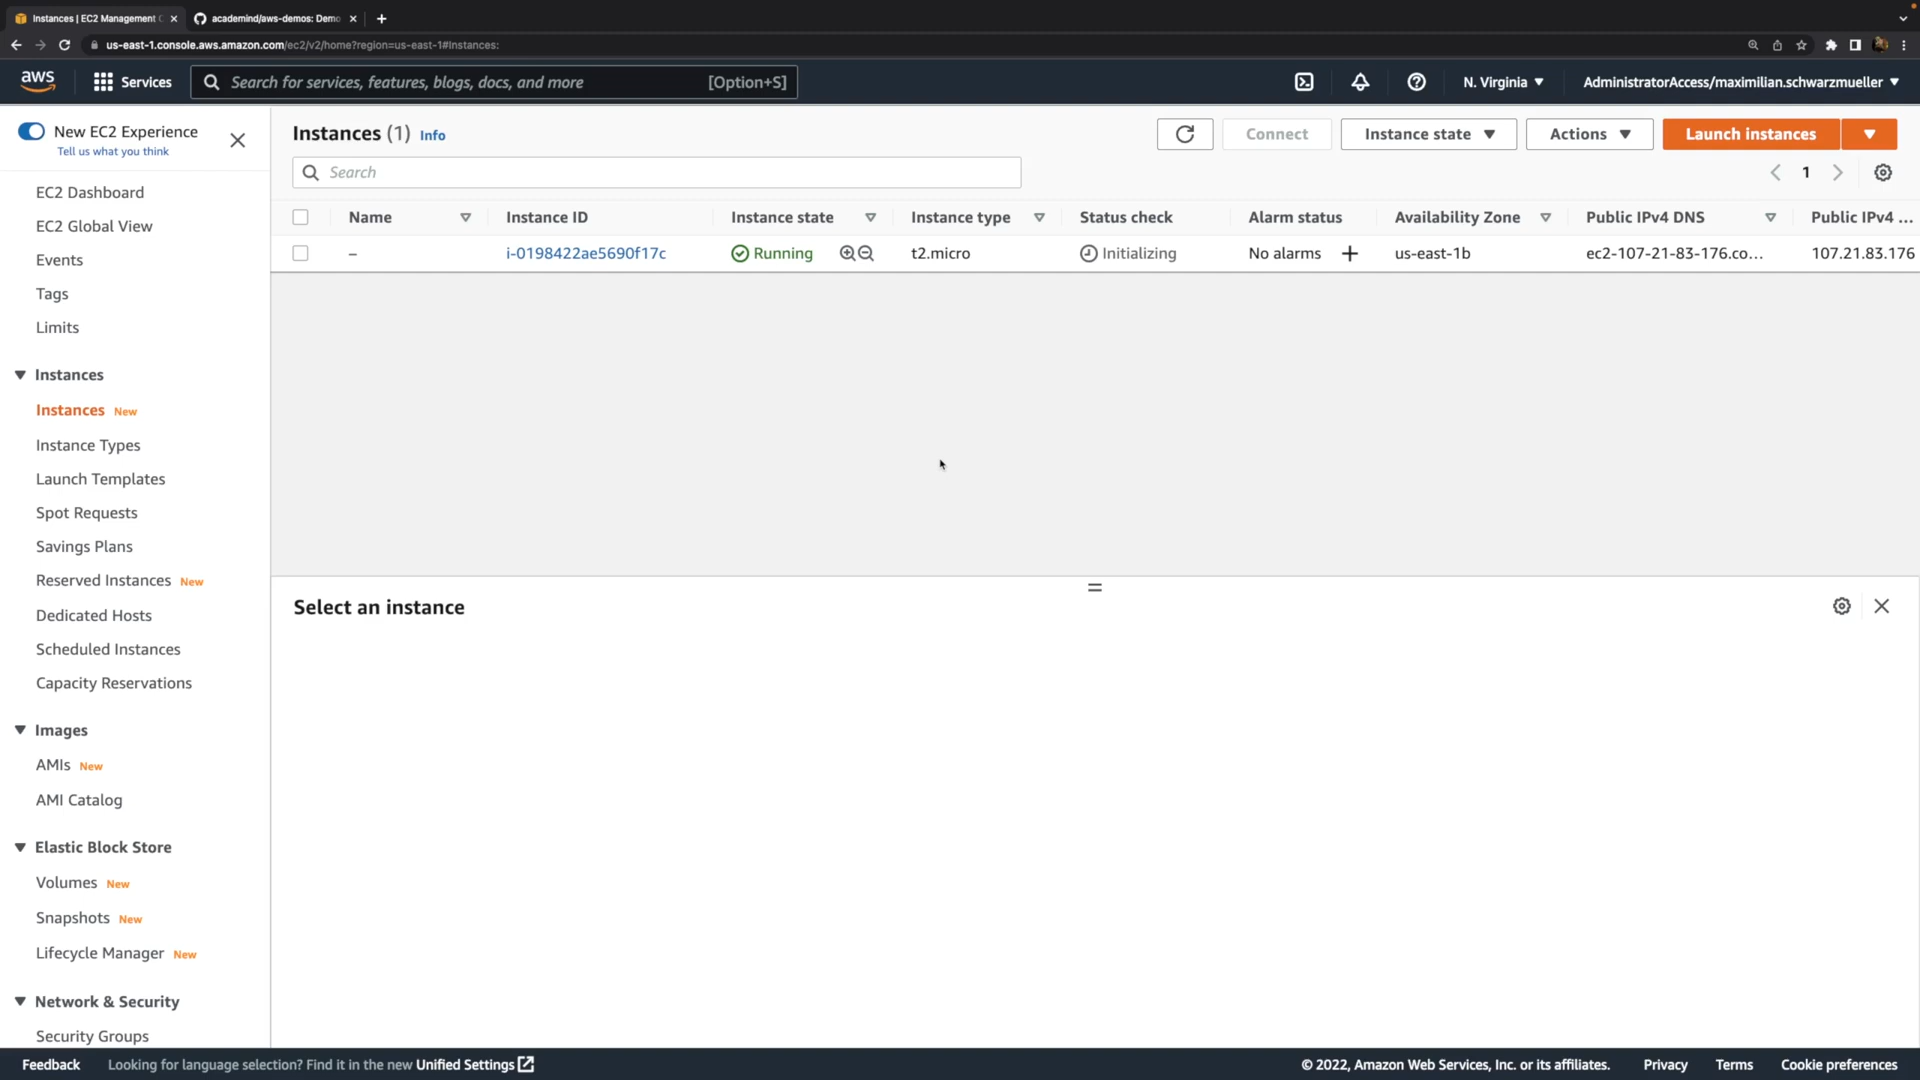 Instances | EC2 Management C
academind/aws-demos: Demo
us-east-1.console.aws.amazon.com/ec2/v2/home?region=us-east-1#Instances:
aws
Services
Search for services, features, blogs, docs, and more
[Option+S]
N. Virginia
AdministratorAccess/maximilian.schwarzmueller
New EC2 Experience
Tell us what you think
EC2 Dashboard
EC2 Global View
Events
Tags
Limits
Instances
Instances New
Instance Types
Launch Templates
Spot Requests
Savings Plans
Reserved Instances New
Dedicated Hosts
Scheduled Instances
Capacity Reservations
Images
AMIs New
AMI Catalog
Elastic Block Store
Volumes New
Snapshots New
Lifecycle Manager New
Network & Security
Security Groups
Instances (1) Info
Connect
Instance state
Actions
Launch instances
Search
1
Name Instance ID Instance state Instance type Status check Alarm status Availability Zone Public IPv4 DNS Public IPv4 ...
– i-0198422ae5690f17c Running t2.micro Initializing No alarms + us-east-1b ec2-107-21-83-176.co... 107.21.83.176
Select an instance
Feedback
Looking for language selection? Find it in the new Unified Settings
© 2022, Amazon Web Services, Inc. or its affiliates.
Privacy
Terms
Cookie preferences